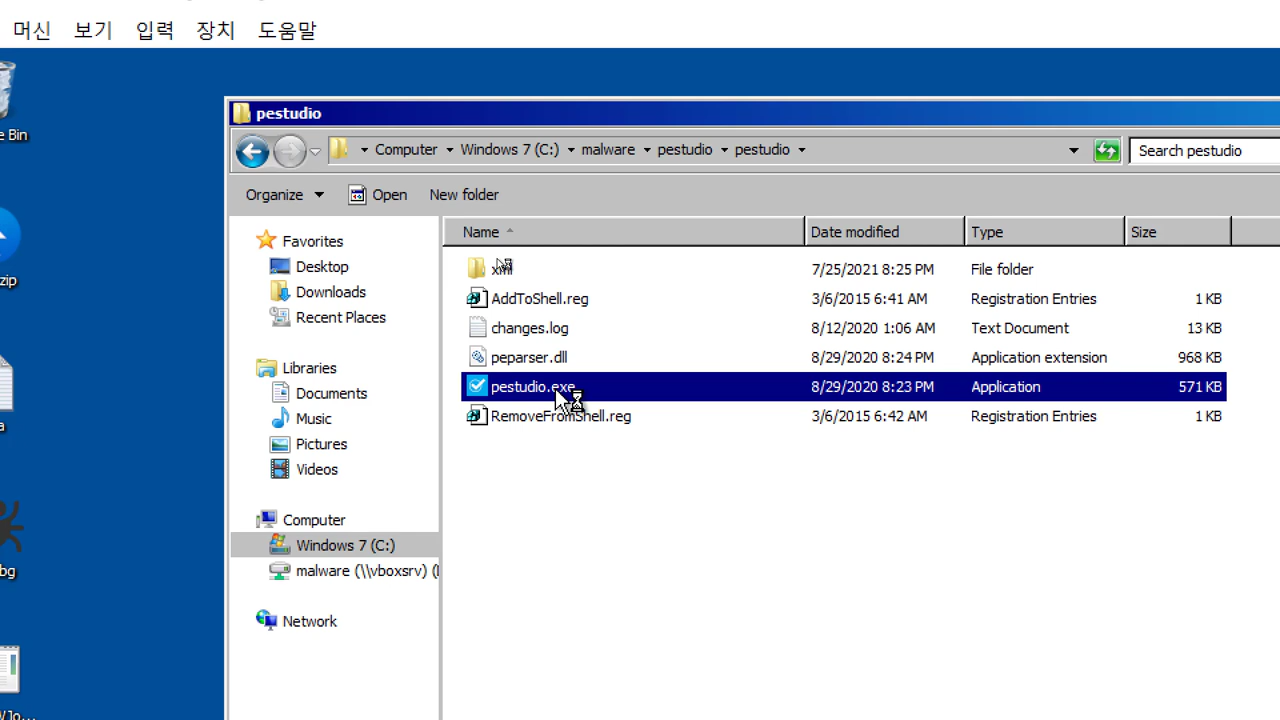 머신 보기 입력 장치 도움말
e Bin
zip
a
bg
pestudio
Computer Windows 7 (C:) malware pestudio pestudio
Search pestudio
Organize Open New folder
Favorites
Desktop
Downloads
Recent Places
Libraries
Documents
Music
Pictures
Videos
Computer
Windows 7 (C:)
malware (\\vboxsrv) (
Network
Name Date modified Type Size
xml 7/25/2021 8:25 PM File folder
AddToShell.reg 3/6/2015 6:41 AM Registration Entries 1 KB
changes.log 8/12/2020 1:06 AM Text Document 13 KB
peparser.dll 8/29/2020 8:24 PM Application extension 968 KB
pestudio.exe 8/29/2020 8:23 PM Application 571 KB
RemoveFromShell.reg 3/6/2015 6:42 AM Registration Entries 1 KB